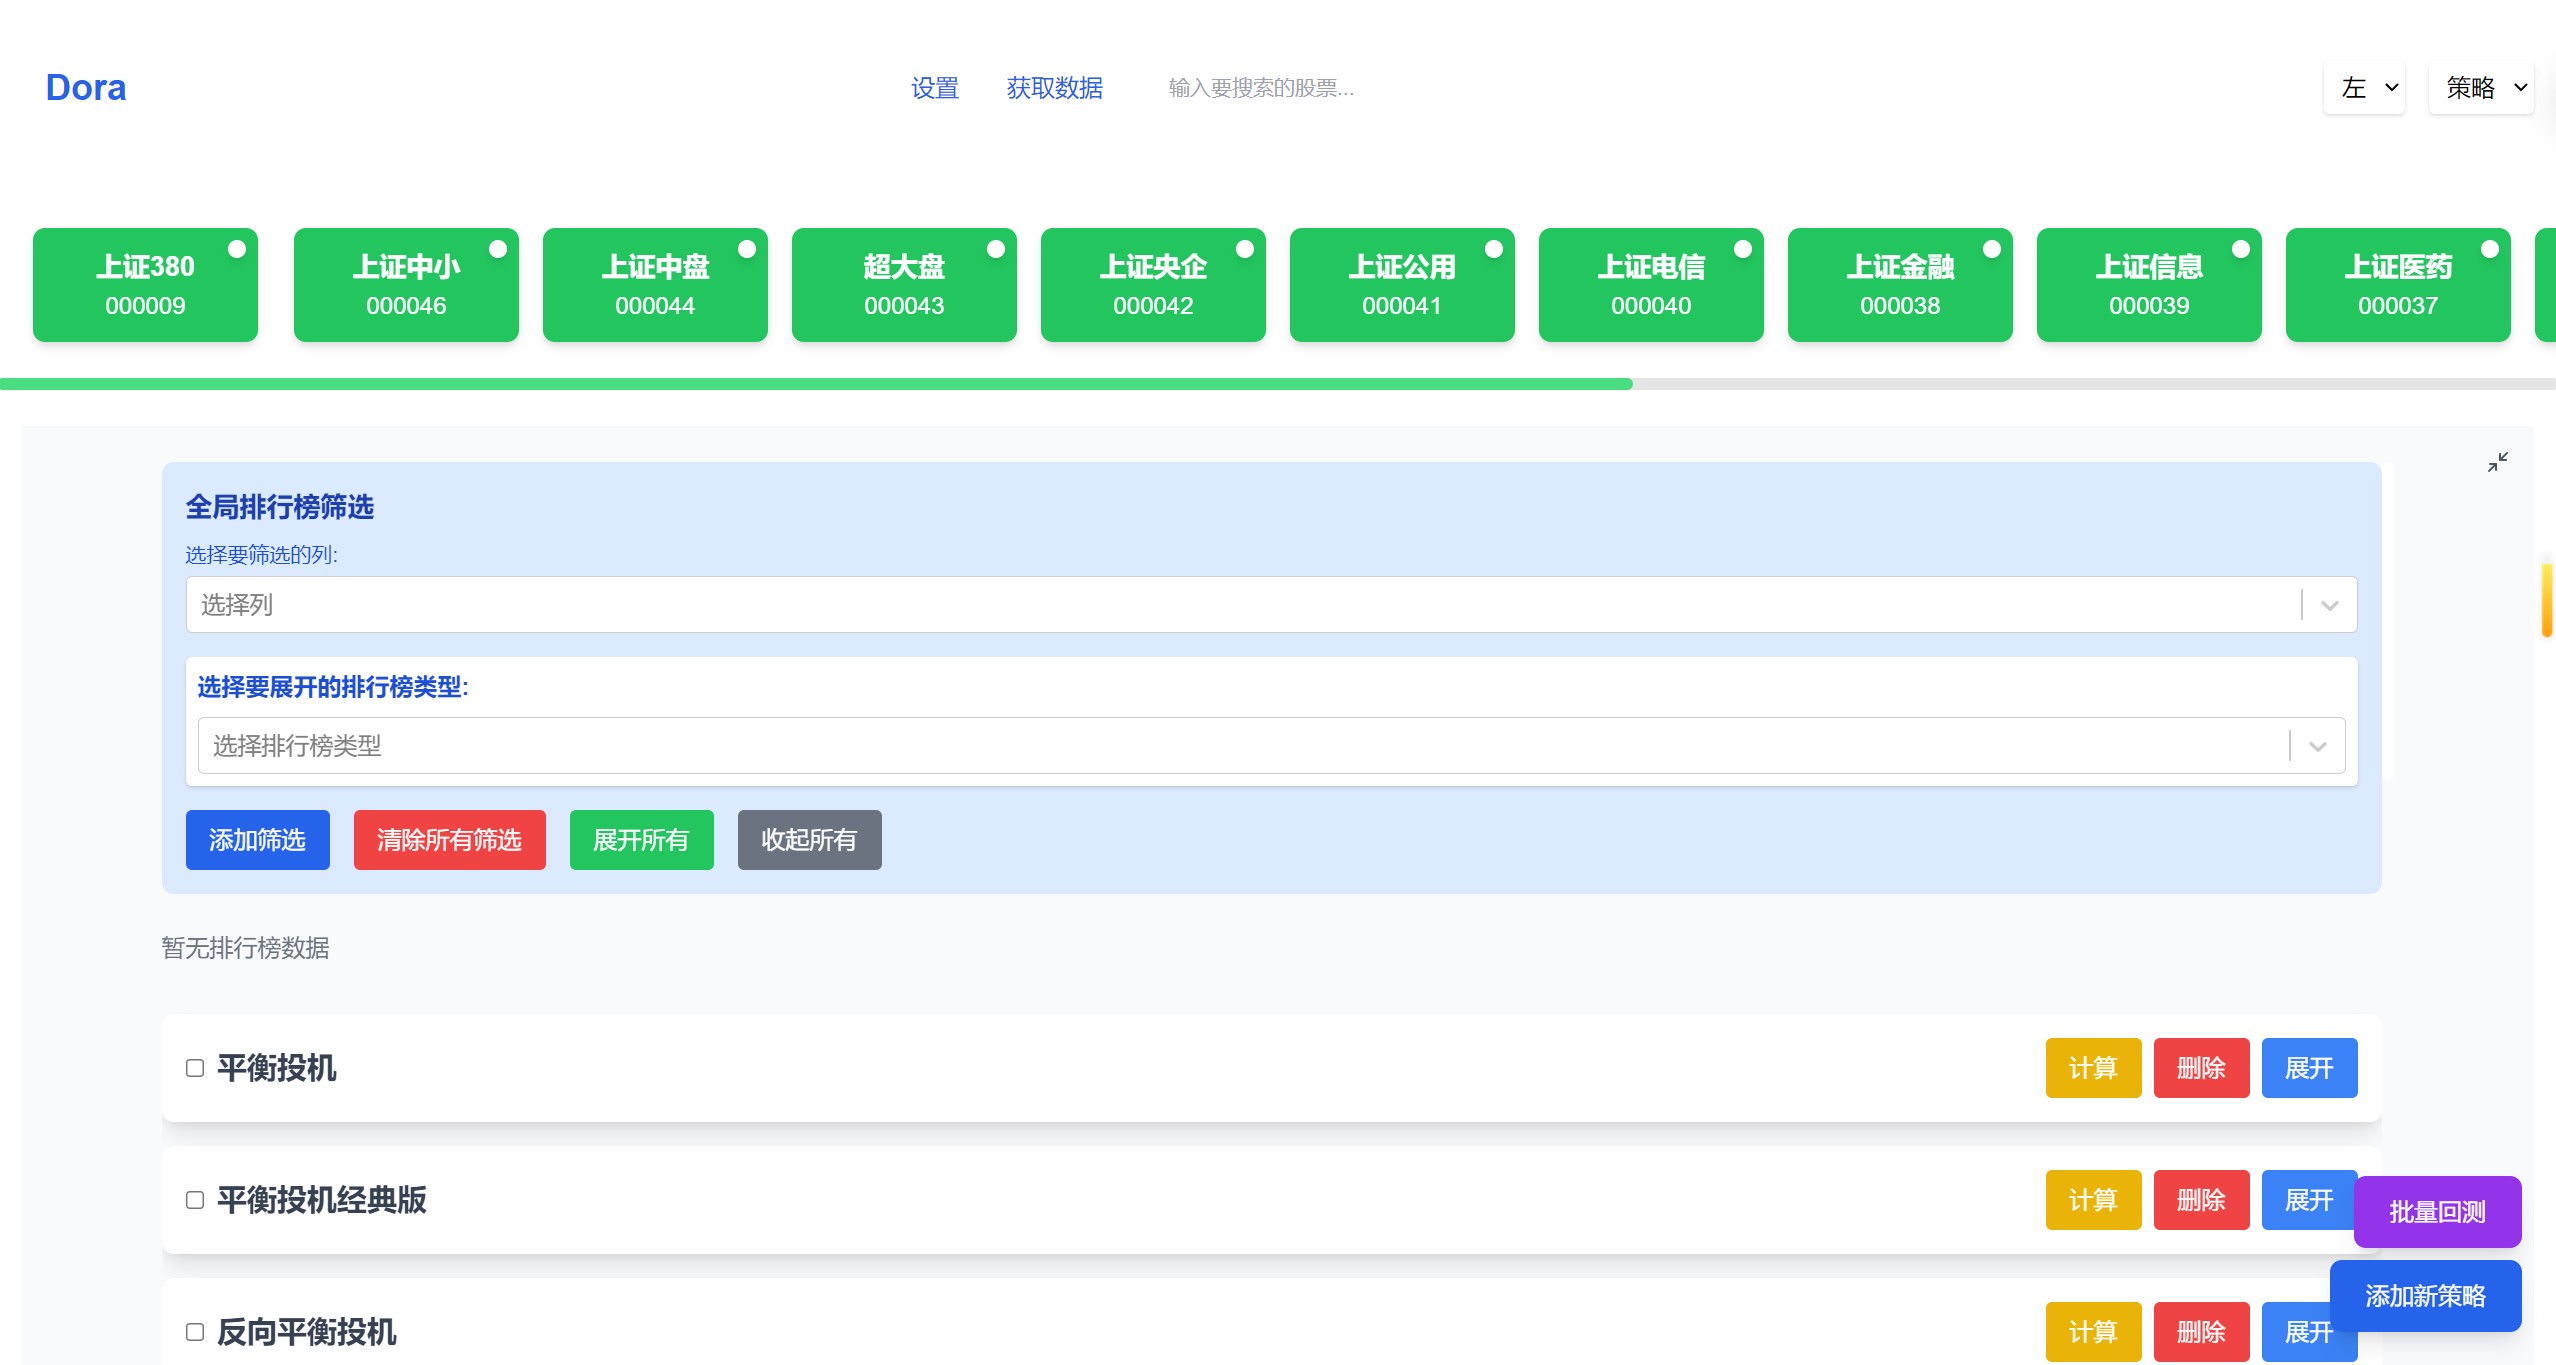 Dora
设置
获取数据
输入要搜索的股票...
左
策略
上证380
000009
上证中小
000046
上证中盘
000044
超大盘
000043
上证央企
000042
上证公用
000041
上证电信
000040
上证金融
000038
上证信息
000039
上证医药
000037
全局排行榜筛选
选择要筛选的列:
选择列
选择要展开的排行榜类型:
选择排行榜类型
添加筛选
清除所有筛选
展开所有
收起所有
暂无排行榜数据
平衡投机
计算
删除
展开
平衡投机经典版
计算
删除
展开
批量回测
反向平衡投机
计算
删除
展开
添加新策略